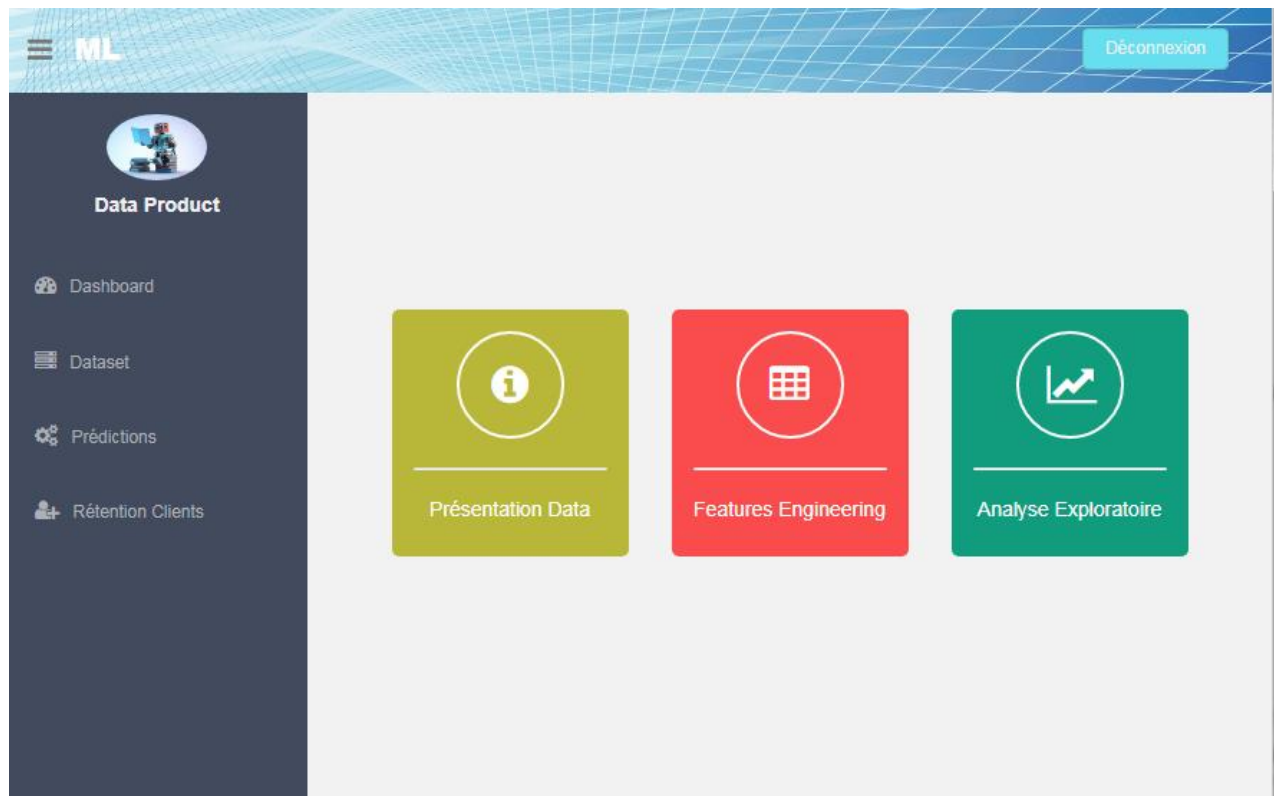 ML
Déconnexion
Data Product
Dashboard
Dataset
Prédictions
Rétention Clients
Présentation Data
Features Engineering
Analyse Exploratoire